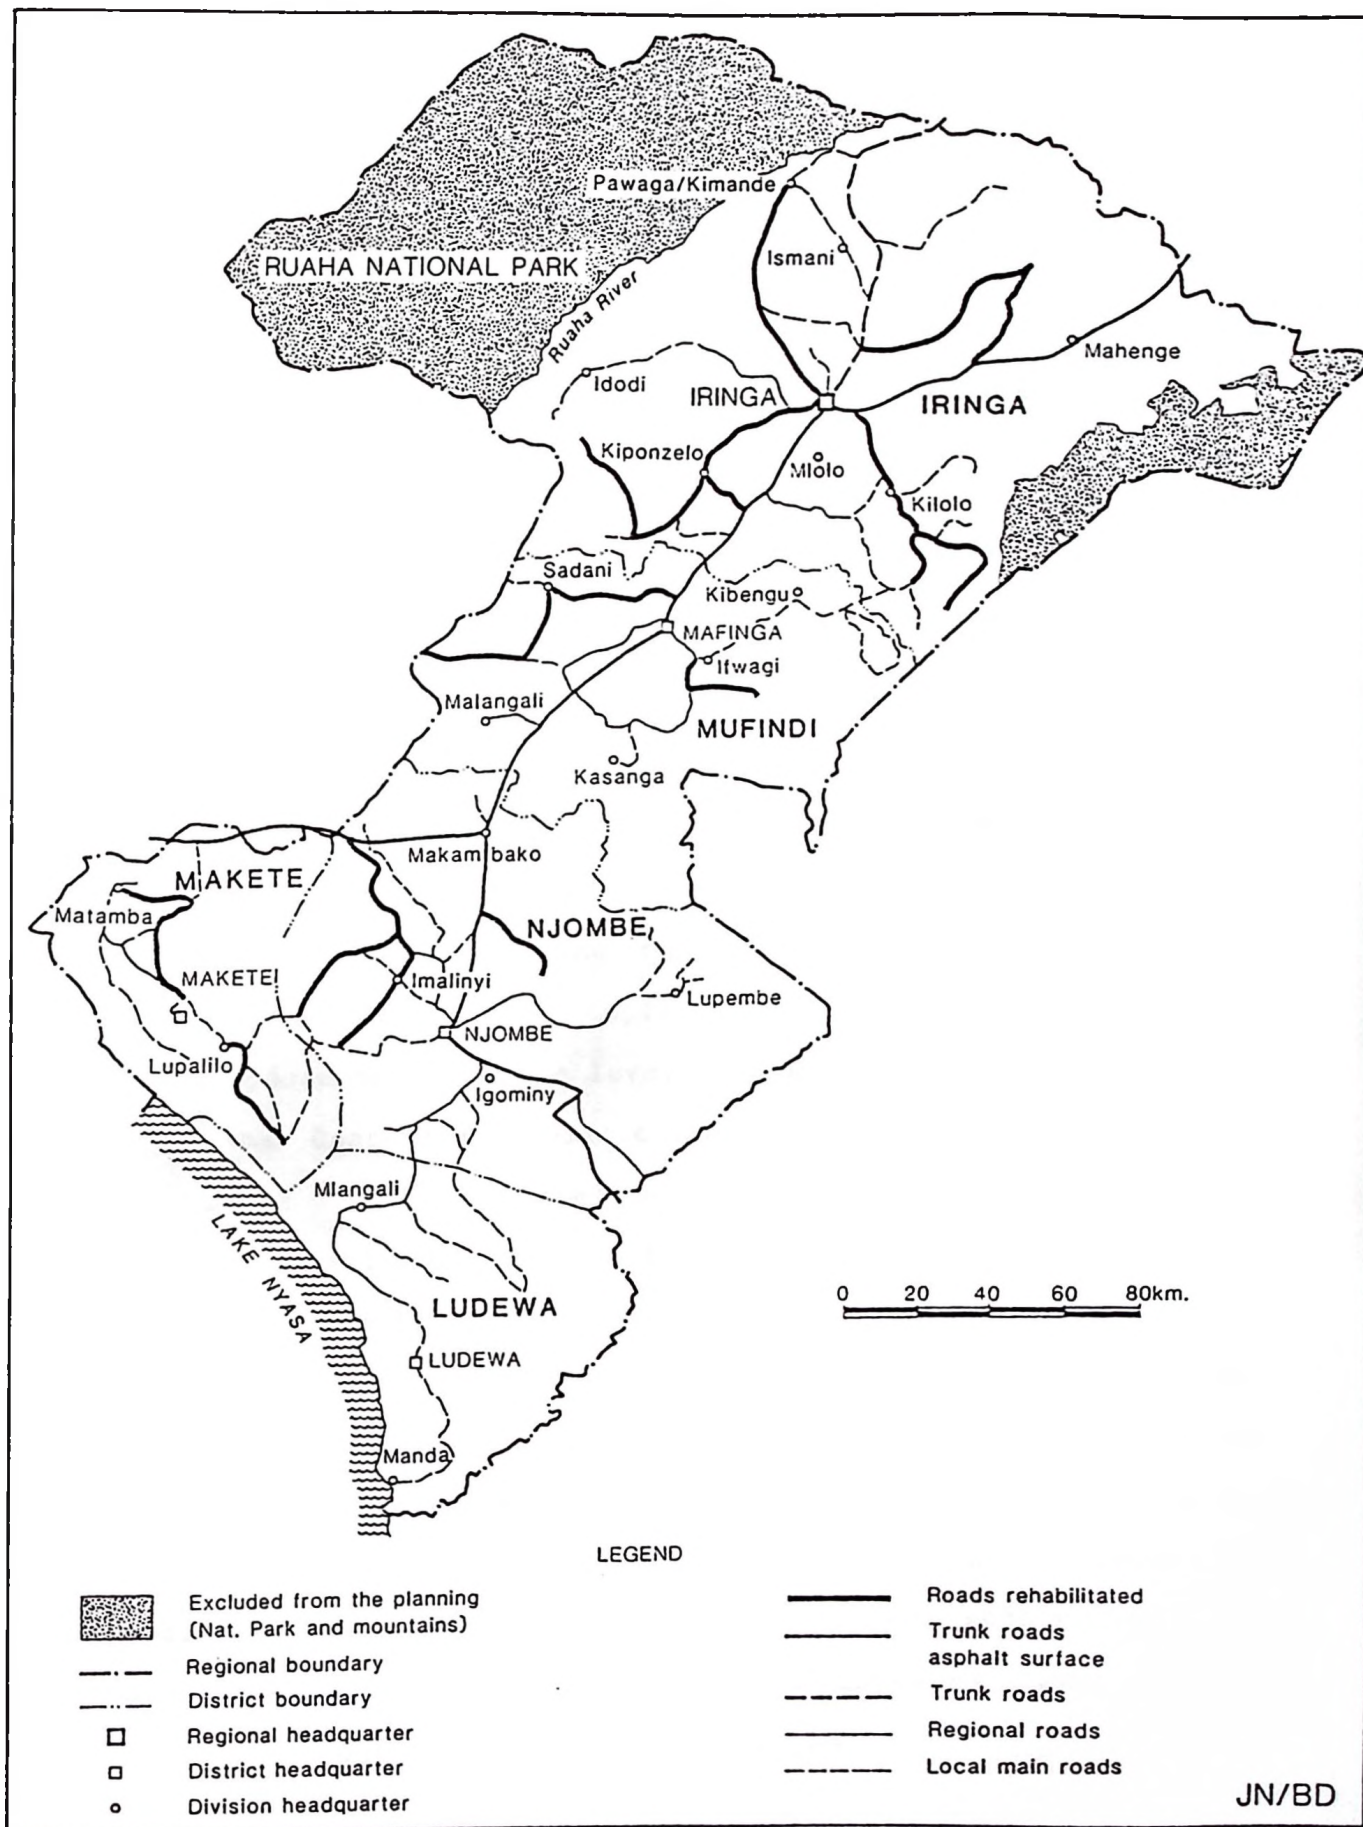 Pawaga/Kimande
Ismani
RUAHA NATIONAL PARK
Ruaha River
Mahenge
Idodi
IRINGA
IRINGA
Kiponzelo
Mlolo
Kilolo
Sadani
Kibengu
MAFINGA
Ifwagi
Malangali
MUFINDI
Kasanga
Makambako
MAKETE
Matamba
NJOMBE
MAKETE
Imalinyi
Lupembe
NJOMBE
Lupalilo
Igominy
Mlangali
LAKE NYASA
0 20 40 60 80km.
LUDEWA
LUDEWA
Manda
LEGEND
Excluded from the planning
(Nat. Park and mountains)
Regional boundary
District boundary
Regional headquarter
District headquarter
Division headquarter
Roads rehabilitated
Trunk roads
asphalt surface
Trunk roads
Regional roads
Local main roads
JN/BD